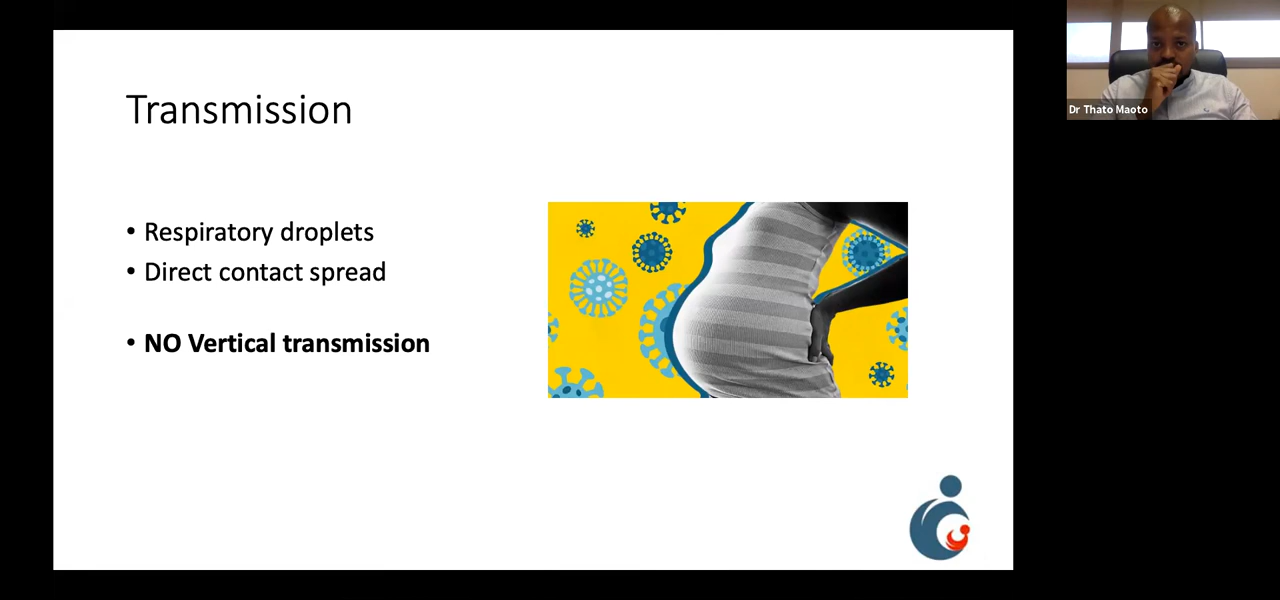 Transmission
• Respiratory droplets
• Direct contact spread
• NO Vertical transmission
Dr Thato Maoto